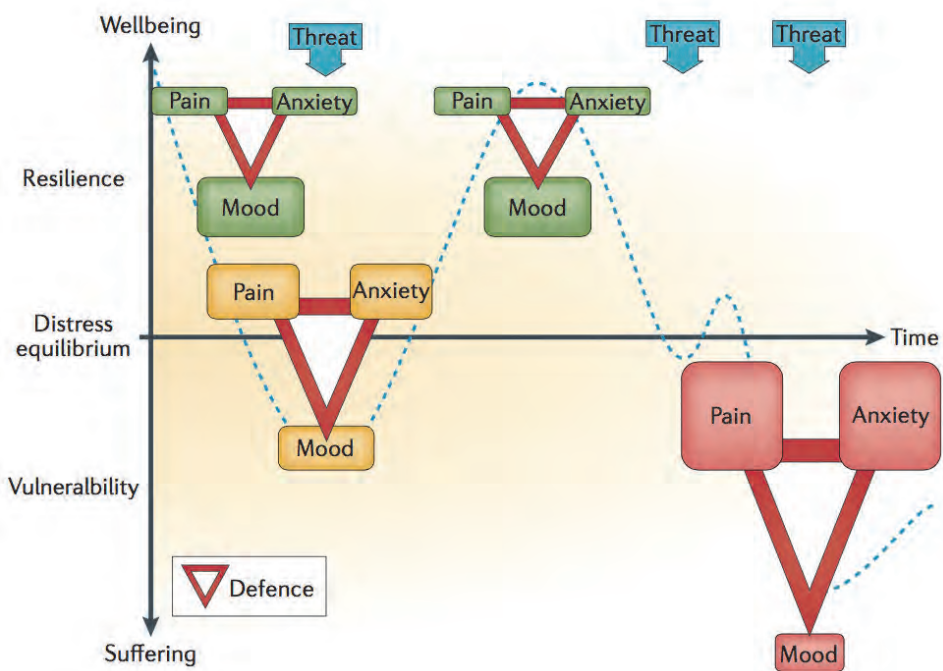 Wellbeing
Threat
Threat
Threat
Pain
Anxiety
Pain
Anxiety
Resilience
Mood
Mood
Pain
Anxiety
Distress
equilibrium
Time
Pain
Anxiety
Mood
Vulneralbility
Defence
Suffering
Mood